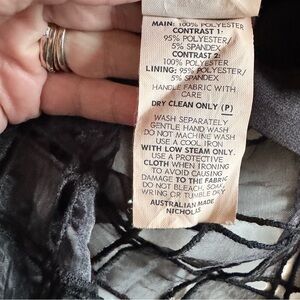 MAIN: 100% POLYESTER
CONTRAST 1:
95% POLYESTER/
5% SPANDEX
CONTRAST 2:
100% POLYESTER
LINING: 95% POLYESTER/
5% SPANDEX
HANDLE FABRIC WITH
CARE
DRY CLEAN ONLY (P)
WASH SEPARATELY
GENTLE HAND WASH
DO NOT MACHINE WASH
USE A COOL IRON
WITH LOW STEAM ONLY.
USE A PROTECTIVE
CLOTH WHEN IRONING
TO AVOID CAUSING
DAMAGE TO THE FABRIC
DO NOT BLEACH, SOAK,
WRING OR TUMBLE DRY
AUSTRALIAN MADE
NICHOLAS